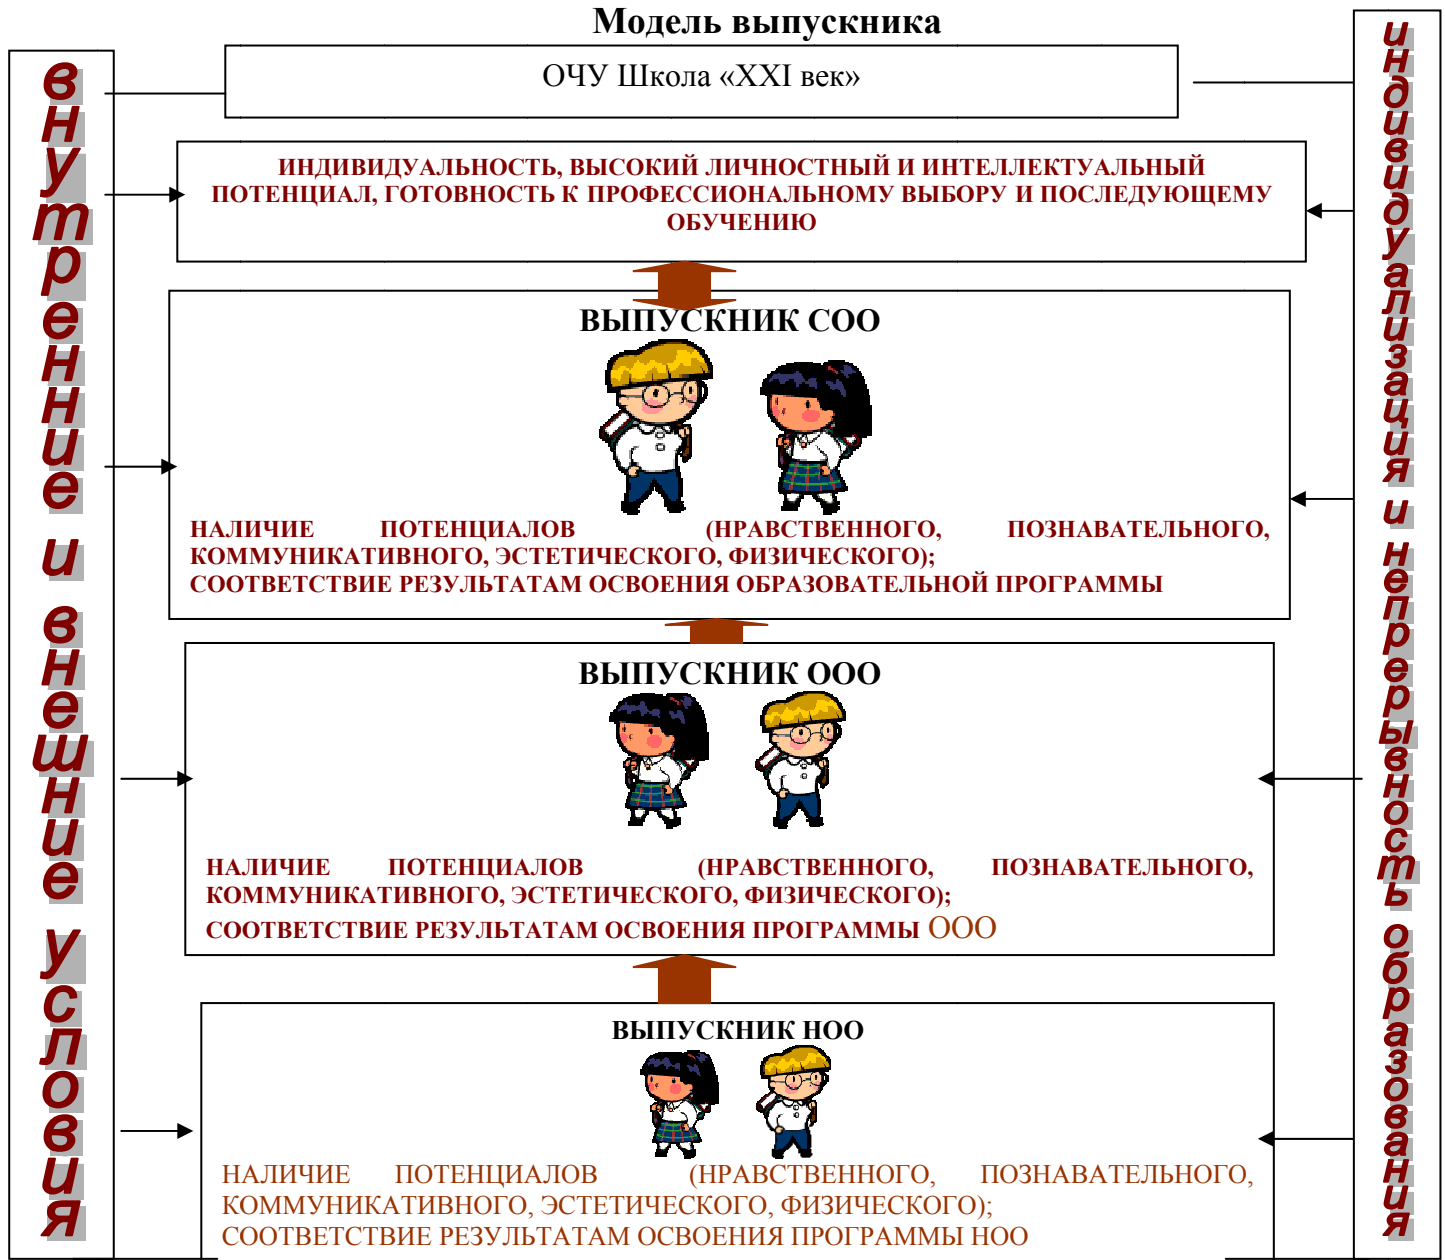 Модель выпускника
ОЧУ Школа «XXI век»
внутренние и внешние условия
индивидуализация и непрерывность образования
ИНДИВИДУАЛЬНОСТЬ, ВЫСОКИЙ ЛИЧНОСТНЫЙ И ИНТЕЛЛЕКТУАЛЬНЫЙ
ПОТЕНЦИАЛ, ГОТОВНОСТЬ К ПРОФЕССИОНАЛЬНОМУ ВЫБОРУ И ПОСЛЕДУЮЩЕМУ
ОБУЧЕНИЮ
ВЫПУСКНИК СОО
НАЛИЧИЕ ПОТЕНЦИАЛОВ (НРАВСТВЕННОГО, ПОЗНАВАТЕЛЬНОГО,
КОММУНИКАТИВНОГО, ЭСТЕТИЧЕСКОГО, ФИЗИЧЕСКОГО);
СООТВЕТСТВИЕ РЕЗУЛЬТАТАМ ОСВОЕНИЯ ОБРАЗОВАТЕЛЬНОЙ ПРОГРАММЫ
ВЫПУСКНИК ООО
НАЛИЧИЕ ПОТЕНЦИАЛОВ (НРАВСТВЕННОГО, ПОЗНАВАТЕЛЬНОГО,
КОММУНИКАТИВНОГО, ЭСТЕТИЧЕСКОГО, ФИЗИЧЕСКОГО);
СООТВЕТСТВИЕ РЕЗУЛЬТАТАМ ОСВОЕНИЯ ПРОГРАММЫ ООО
ВЫПУСКНИК НОО
НАЛИЧИЕ ПОТЕНЦИАЛОВ (НРАВСТВЕННОГО, ПОЗНАВАТЕЛЬНОГО,
КОММУНИКАТИВНОГО, ЭСТЕТИЧЕСКОГО, ФИЗИЧЕСКОГО);
СООТВЕТСТВИЕ РЕЗУЛЬТАТАМ ОСВОЕНИЯ ПРОГРАММЫ НОО